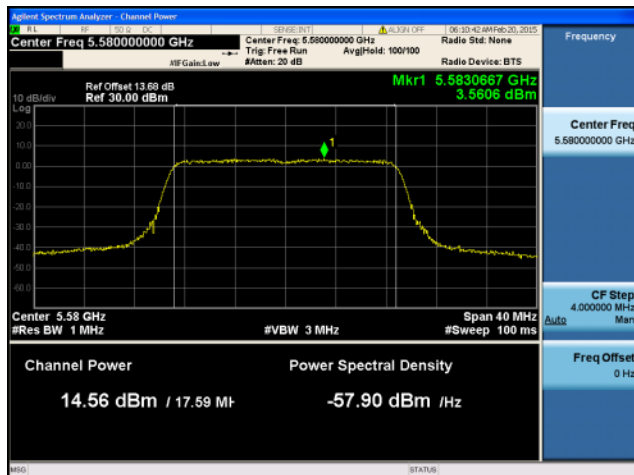 Agilent Spectrum Analyzer - Channel Power
RL RF 50 Ω DC SENSE:INT ALIGN OFF 06:10:42 AM Feb 20, 2015
Center Freq 5.580000000 GHz Center Freq: 5.580000000 GHz Radio Std: None Frequency
Trig: Free Run Avg|Hold: 100/100
#IFGain:Low #Atten: 20 dB Radio Device: BTS
Mkr1 5.5830667 GHz
3.5606 dBm
Ref Offset 13.68 dB
10 dB/div Ref 30.00 dBm
Log
20.0
10.0
0.00
-10.0
-20.0
-30.0
-40.0
-50.0
-60.0
1
Center 5.58 GHz Span 40 MHz
#Res BW 1 MHz #VBW 3 MHz #Sweep 100 ms
Channel Power Power Spectral Density
14.56 dBm / 17.59 MH -57.90 dBm /Hz
Center Freq
5.580000000 GHz
CF Step
4.000000 MHz
Auto Man
Freq Offset
0 Hz
MSG STATUS